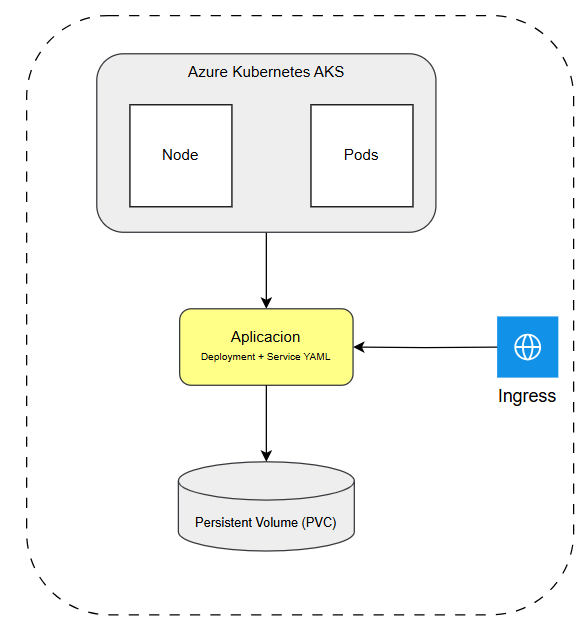 Azure Kubernetes AKS
Node
Pods
Aplicacion
Deployment + Service YAML
Ingress
Persistent Volume (PVC)